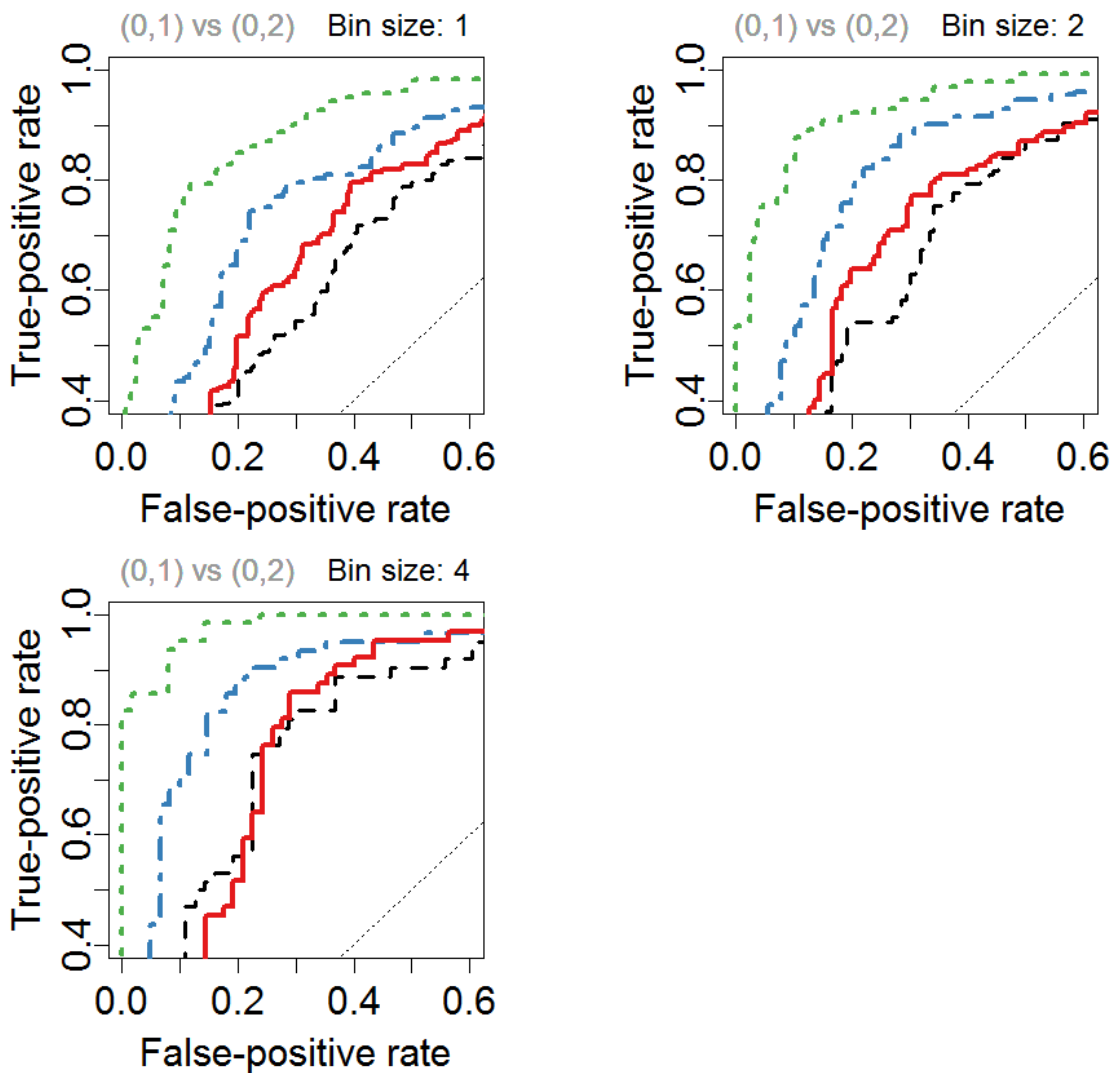 (0,1) vs (0,2) Bin size: 1
True-positive rate
1.0
0.8
0.6
0.4
0.0 0.2 0.4 0.6
False-positive rate
(0,1) vs (0,2) Bin size: 2
True-positive rate
1.0
0.8
0.6
0.4
0.0 0.2 0.4 0.6
False-positive rate
(0,1) vs (0,2) Bin size: 4
True-positive rate
1.0
0.8
0.6
0.4
0.0 0.2 0.4 0.6
False-positive rate